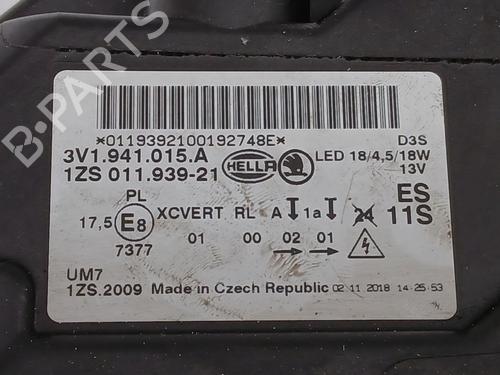 B-PARTS
*0119392100192748E*
D3S
3V1.941.015.A
HELLA
LED 18/4,5/18W
1ZS 011.939-21
13V
PL
ES
17,5 E8 XCVERT RL A 1a 24 11S
7377 01 00 02 01
UM7
1ZS.2009 Made in Czech Republic 02 11 2018 14:25:53